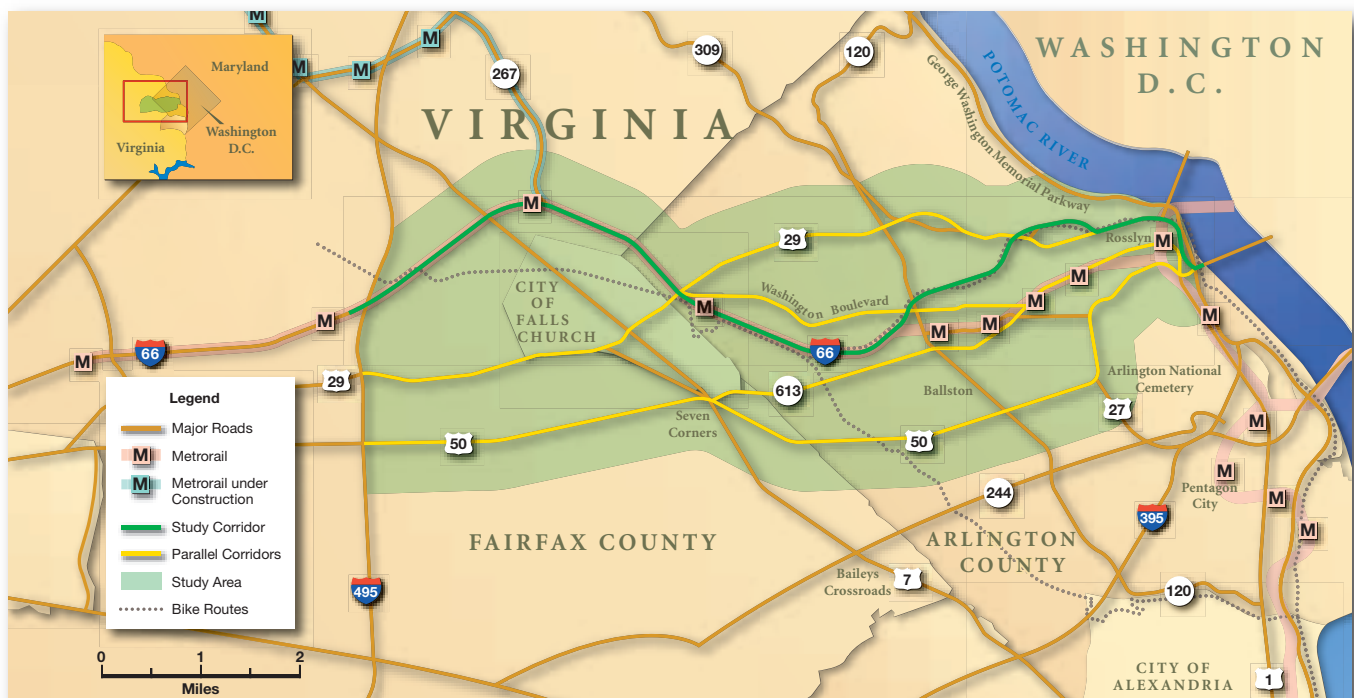 M
309
120
WASHINGTON
D.C.
M
M
M
267
Maryland
Washington
D.C.
Virginia
VIRGINIA
George Washington Memorial Parkway
POTOMAC RIVER
M
29
Rosslyn
M
CITY
OF
FALLS
CHURCH
Washington Boulevard
M
M
M
M
M
M
M
M
66
66
M
29
613
Ballston
Arlington National
Cemetery
27
Seven
Corners
50
50
M
M
244
Pentagon
City
M
M
395
FAIRFAX COUNTY
ARLINGTON
COUNTY
Baileys
Crossroads
7
120
495
CITY OF
ALEXANDRIA
1
Legend
Major Roads
M
Metrorail
M
Metrorail under
Construction
Study Corridor
Parallel Corridors
Study Area
Bike Routes
0
1
2
Miles